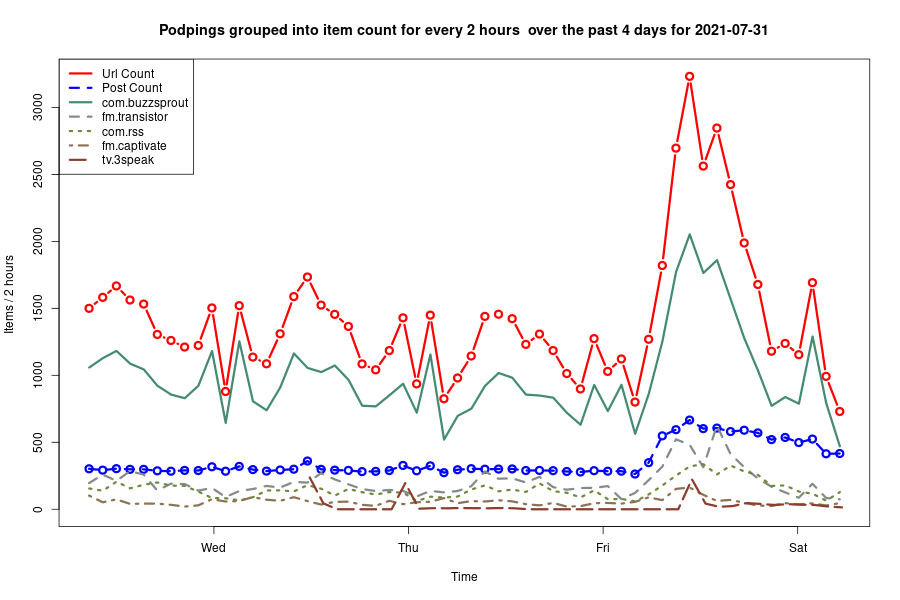 Podpings grouped into item count for every 2 hours  over the past 4 days for 2021-07-31
Url Count
Post Count
com.buzzsprout
fm.transistor
com.rss
fm.captivate
tv.3speak
Items / 2 hours
3000
2500
2000
1500
1000
500
0
Wed
Thu
Fri
Sat
Time